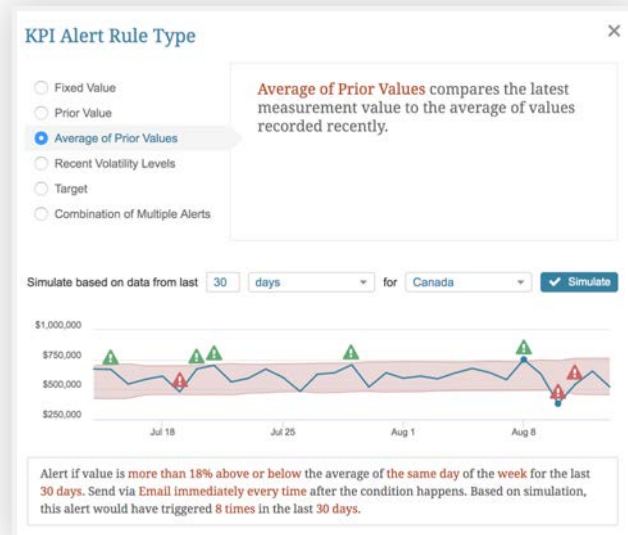 KPI Alert Rule Type
Fixed Value
Prior Value
Average of Prior Values
Recent Volatility Levels
Target
Combination of Multiple Alerts
Average of Prior Values compares the latest
measurement value to the average of values
recorded recently.
Simulate based on data from last 30 days for Canada Simulate
$1,000,000
$750,000
$500,000
$250,000
Jul 18 Jul 25 Aug 1 Aug 8
Alert if value is more than 18% above or below the average of the same day of the week for the last
30 days. Send via Email immediately every time after the condition happens. Based on simulation,
this alert would have triggered 8 times in the last 30 days.